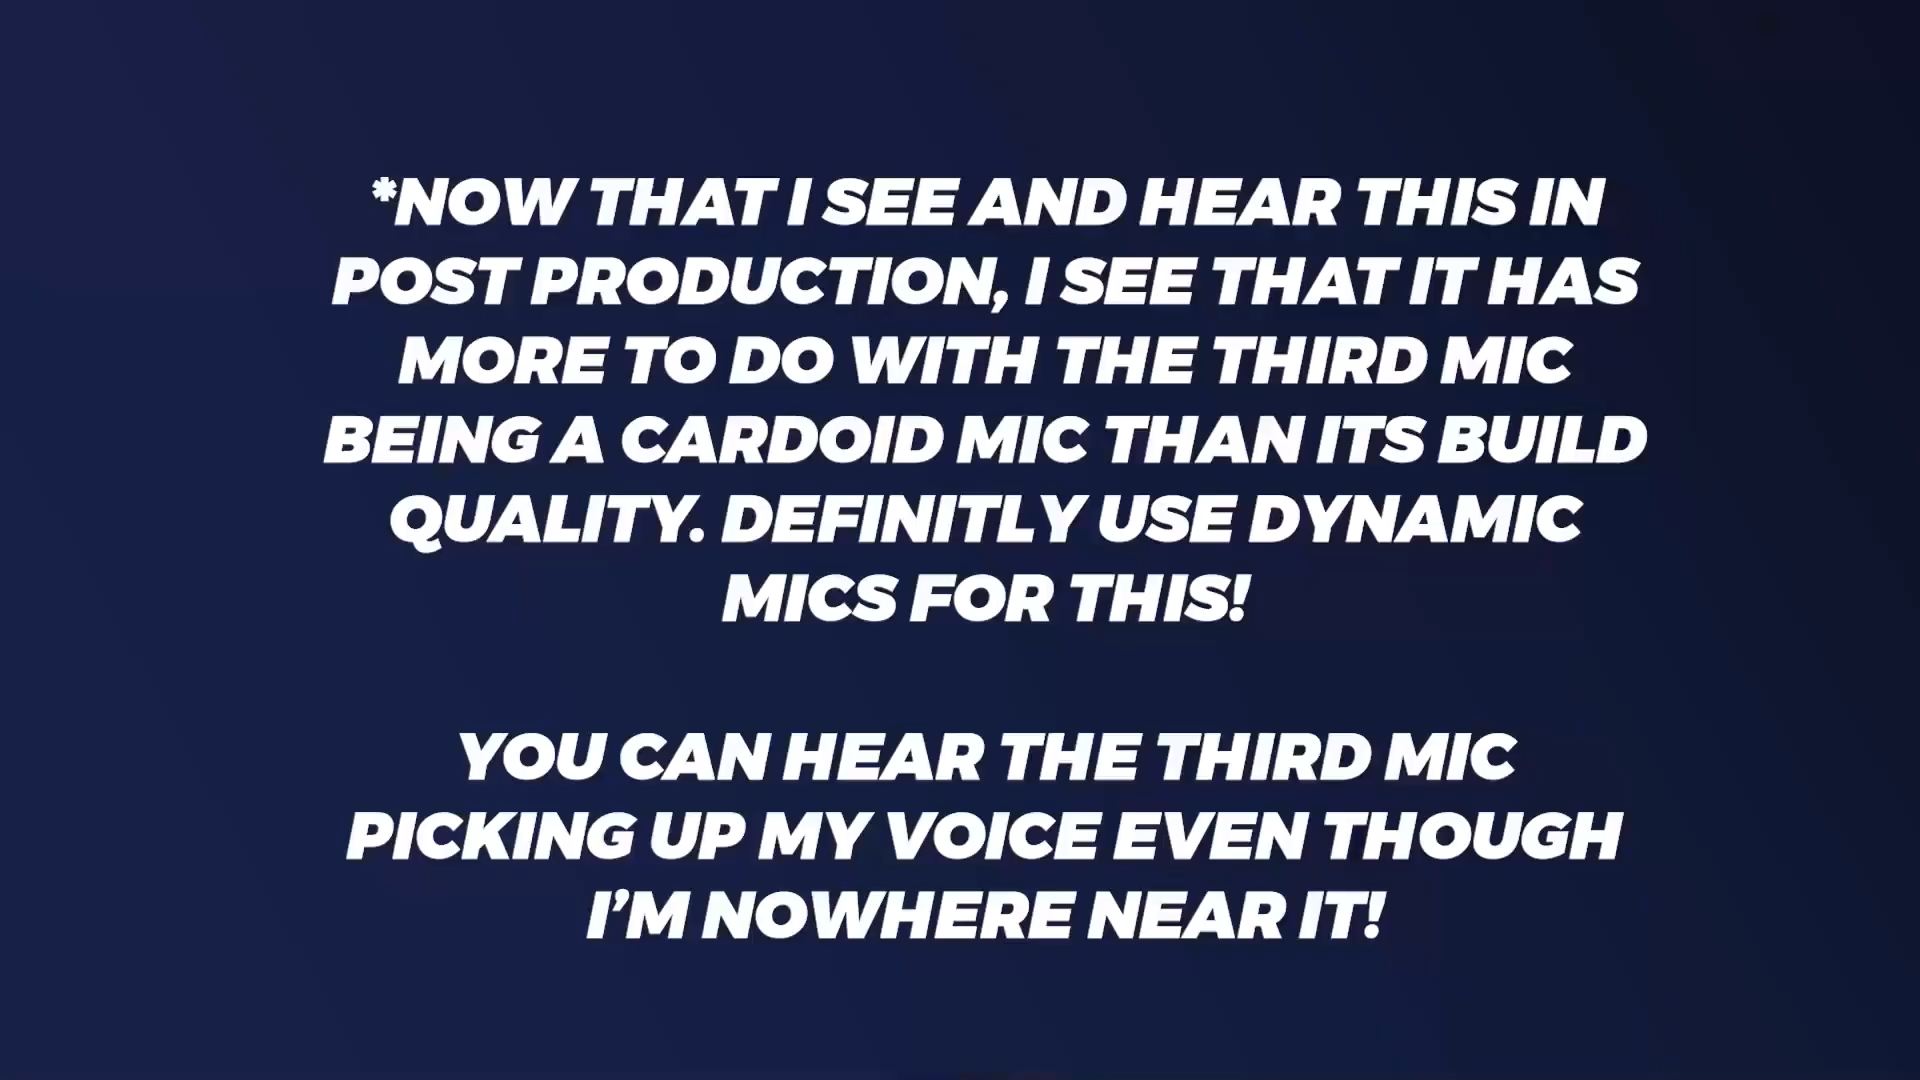 *NOW THAT I SEE AND HEAR THIS IN
POST PRODUCTION, I SEE THAT IT HAS
MORE TO DO WITH THE THIRD MIC
BEING A CARDOID MIC THAN ITS BUILD
QUALITY. DEFINITLY USE DYNAMIC
MICS FOR THIS!
YOU CAN HEAR THE THIRD MIC
PICKING UP MY VOICE EVEN THOUGH
I’M NOWHERE NEAR IT!